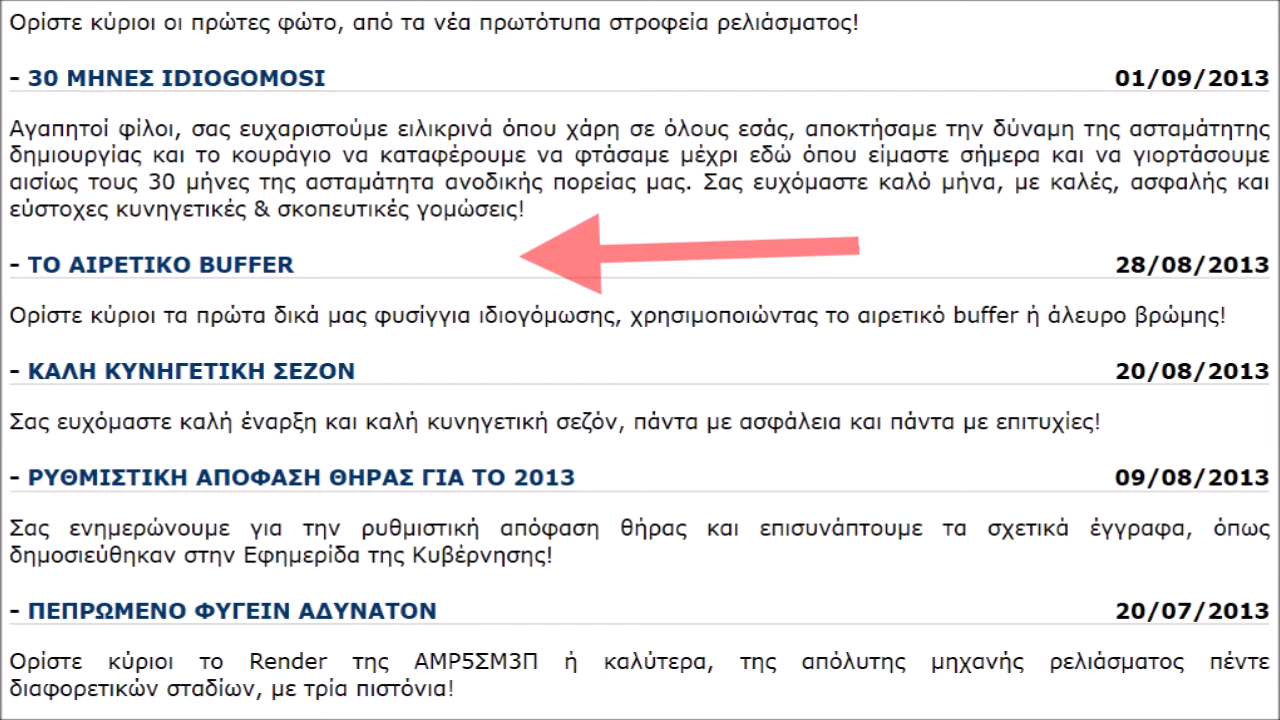 Ορίστε κύριοι οι πρώτες φώτο, από τα νέα πρωτότυπα στροφεία ρελιάσματος!
- 30 ΜΗΝΕΣ IDIOGOMOSI 01/09/2013
Αγαπητοί φίλοι, σας ευχαριστούμε ειλικρινά όπου χάρη σε όλους εσάς, αποκτήσαμε την δύναμη της ασταμάτητης
δημιουργίας και το κουράγιο να καταφέρουμε να φτάσαμε μέχρι εδώ όπου είμαστε σήμερα και να γιορτάσουμε
αισίως τους 30 μήνες της ασταμάτητα ανοδικής πορείας μας. Σας ευχόμαστε καλό μήνα, με καλές, ασφαλής και
εύστοχες κυνηγετικές & σκοπευτικές γομώσεις!
- ΤΟ ΑΙΡΕΤΙΚΟ BUFFER 28/08/2013
Ορίστε κύριοι τα πρώτα δικά μας φυσίγγια ιδιογόμωσης, χρησιμοποιώντας το αιρετικό buffer ή άλευρο βρώμης!
- ΚΑΛΗ ΚΥΝΗΓΕΤΙΚΗ ΣΕΖΟΝ 20/08/2013
Σας ευχόμαστε καλή έναρξη και καλή κυνηγετική σεζόν, πάντα με ασφάλεια και πάντα με επιτυχίες!
- ΡΥΘΜΙΣΤΙΚΗ ΑΠΟΦΑΣΗ ΘΗΡΑΣ ΓΙΑ ΤΟ 2013 09/08/2013
Σας ενημερώνουμε για την ρυθμιστική απόφαση θήρας και επισυνάπτουμε τα σχετικά έγγραφα, όπως
δημοσιεύθηκαν στην Εφημερίδα της Κυβέρνησης!
- ΠΕΠΡΩΜΕΝΟ ΦΥΓΕΙΝ ΑΔΥΝΑΤΟΝ 20/07/2013
Ορίστε κύριοι το Render της ΑΜΡ5ΣΜ3Π ή καλύτερα, της απόλυτης μηχανής ρελιάσματος πέντε
διαφορετικών σταδίων, με τρία πιστόνια!